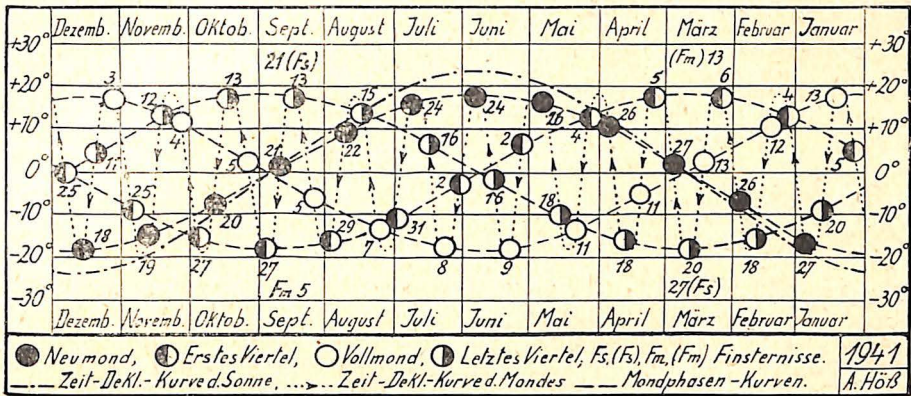 Dezemb. Novemb. Oktob. Sept. August Juli Juni Mai April März Februar Januar
+30° +30°
21(Fs) (Fm)13
+20° 3 12 13 13 15 24 24 16 5 6 4 13 +20°
+10° 11 4 22 16 2 4 26 12 5 +10°
0° 25 5 21 2 16 27 13 0°
-10° 25 20 5 31 18 11 11 26 20 -10°
-20° 18 19 27 27 29 7 8 9 18 20 18 27 -20°
-30° Fm 5 27(Fs) -30°
Dezemb. Novemb. Oktob. Sept. August Juli Juni Mai April März Februar Januar
Neumond, Erstes Viertel, Vollmond, Letztes Viertel, Fs,(Fs), Fm,(Fm) Finsternisse. 1941
Zeit-Dekl.-Kurve d. Sonne, Zeit-Dekl-Kurve d. Mondes Mondphasen-Kurven. A. Höß